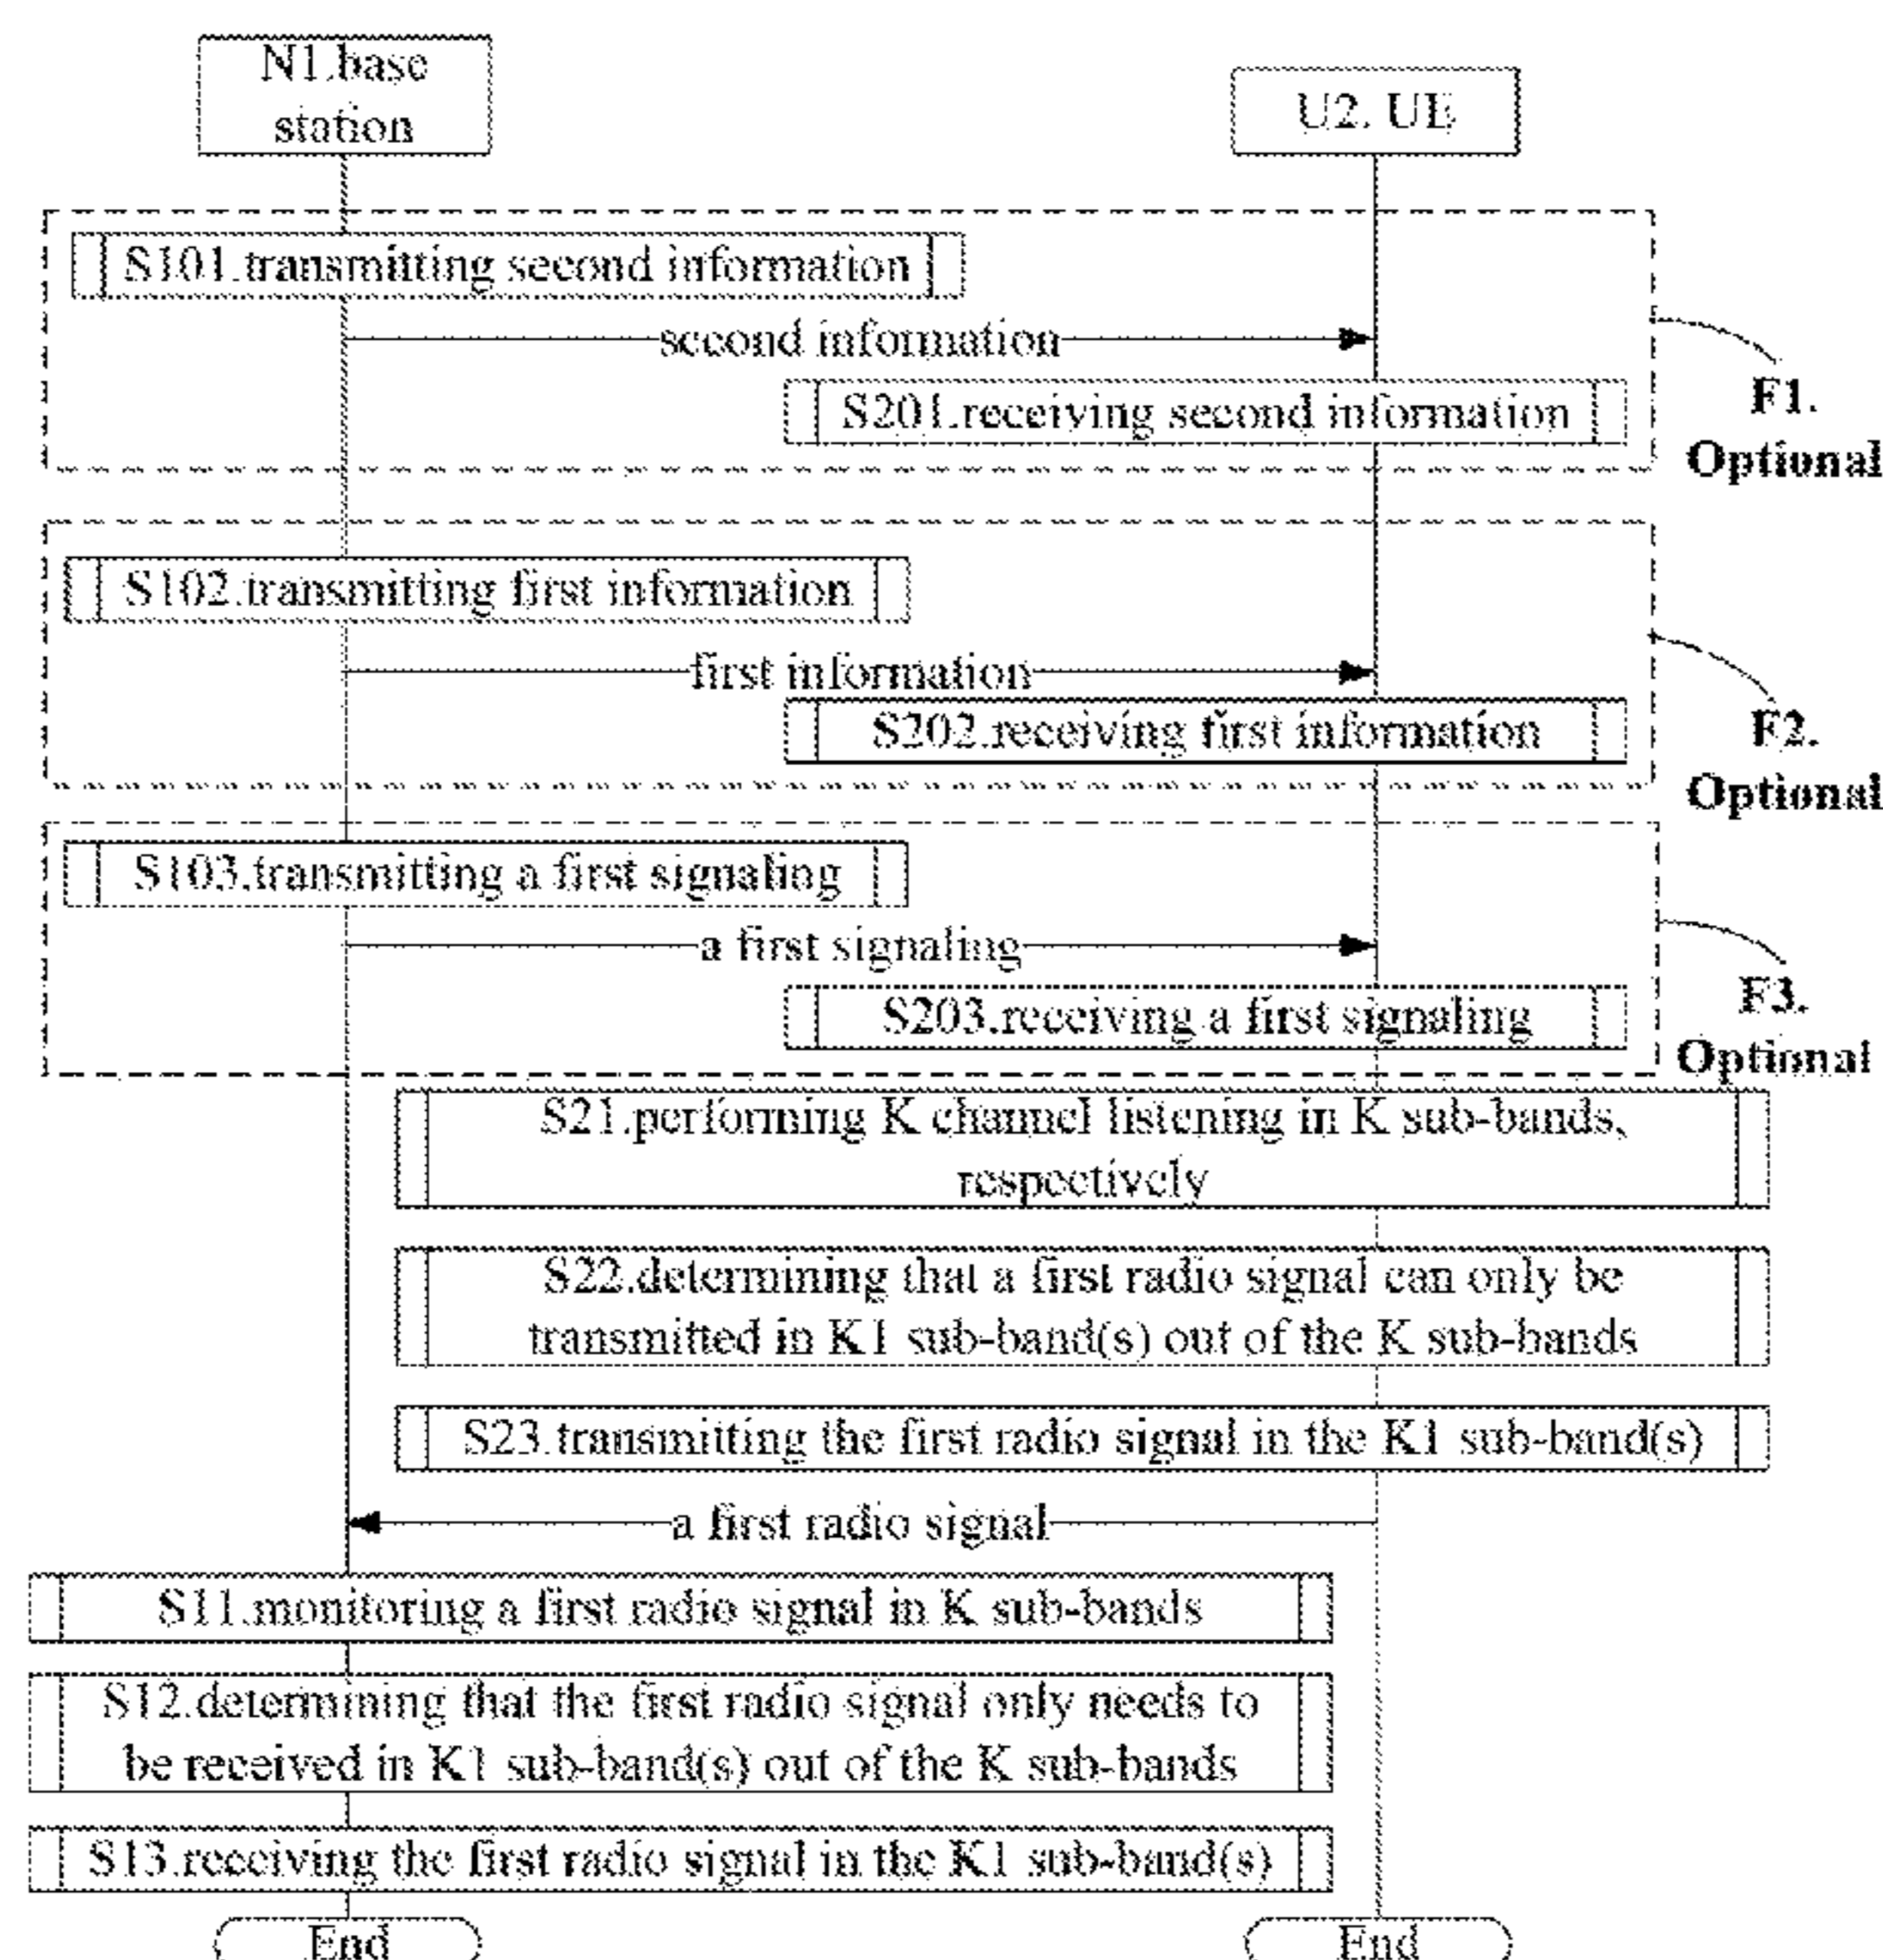 N1.base
station
U2. UE
S101.transmitting second information
second information
S201.receiving second information
F1.
Optional
S102.transmitting first information
first information
S202.receiving first information
F2.
Optional
S103.transmitting a first signaling
a first signaling
S203.receiving a first signaling
F3.
Optional
S21.performing K channel listening in K sub-bands,
respectively
S22.determining that a first radio signal can only be
transmitted in K1 sub-band(s) out of the K sub-bands
S23.transmitting the first radio signal in the K1 sub-band(s)
a first radio signal
S11.monitoring a first radio signal in K sub-bands
S12.determining that the first radio signal only needs to
be received in K1 sub-band(s) out of the K sub-bands
S13.receiving the first radio signal in the K1 sub-band(s)
End
End